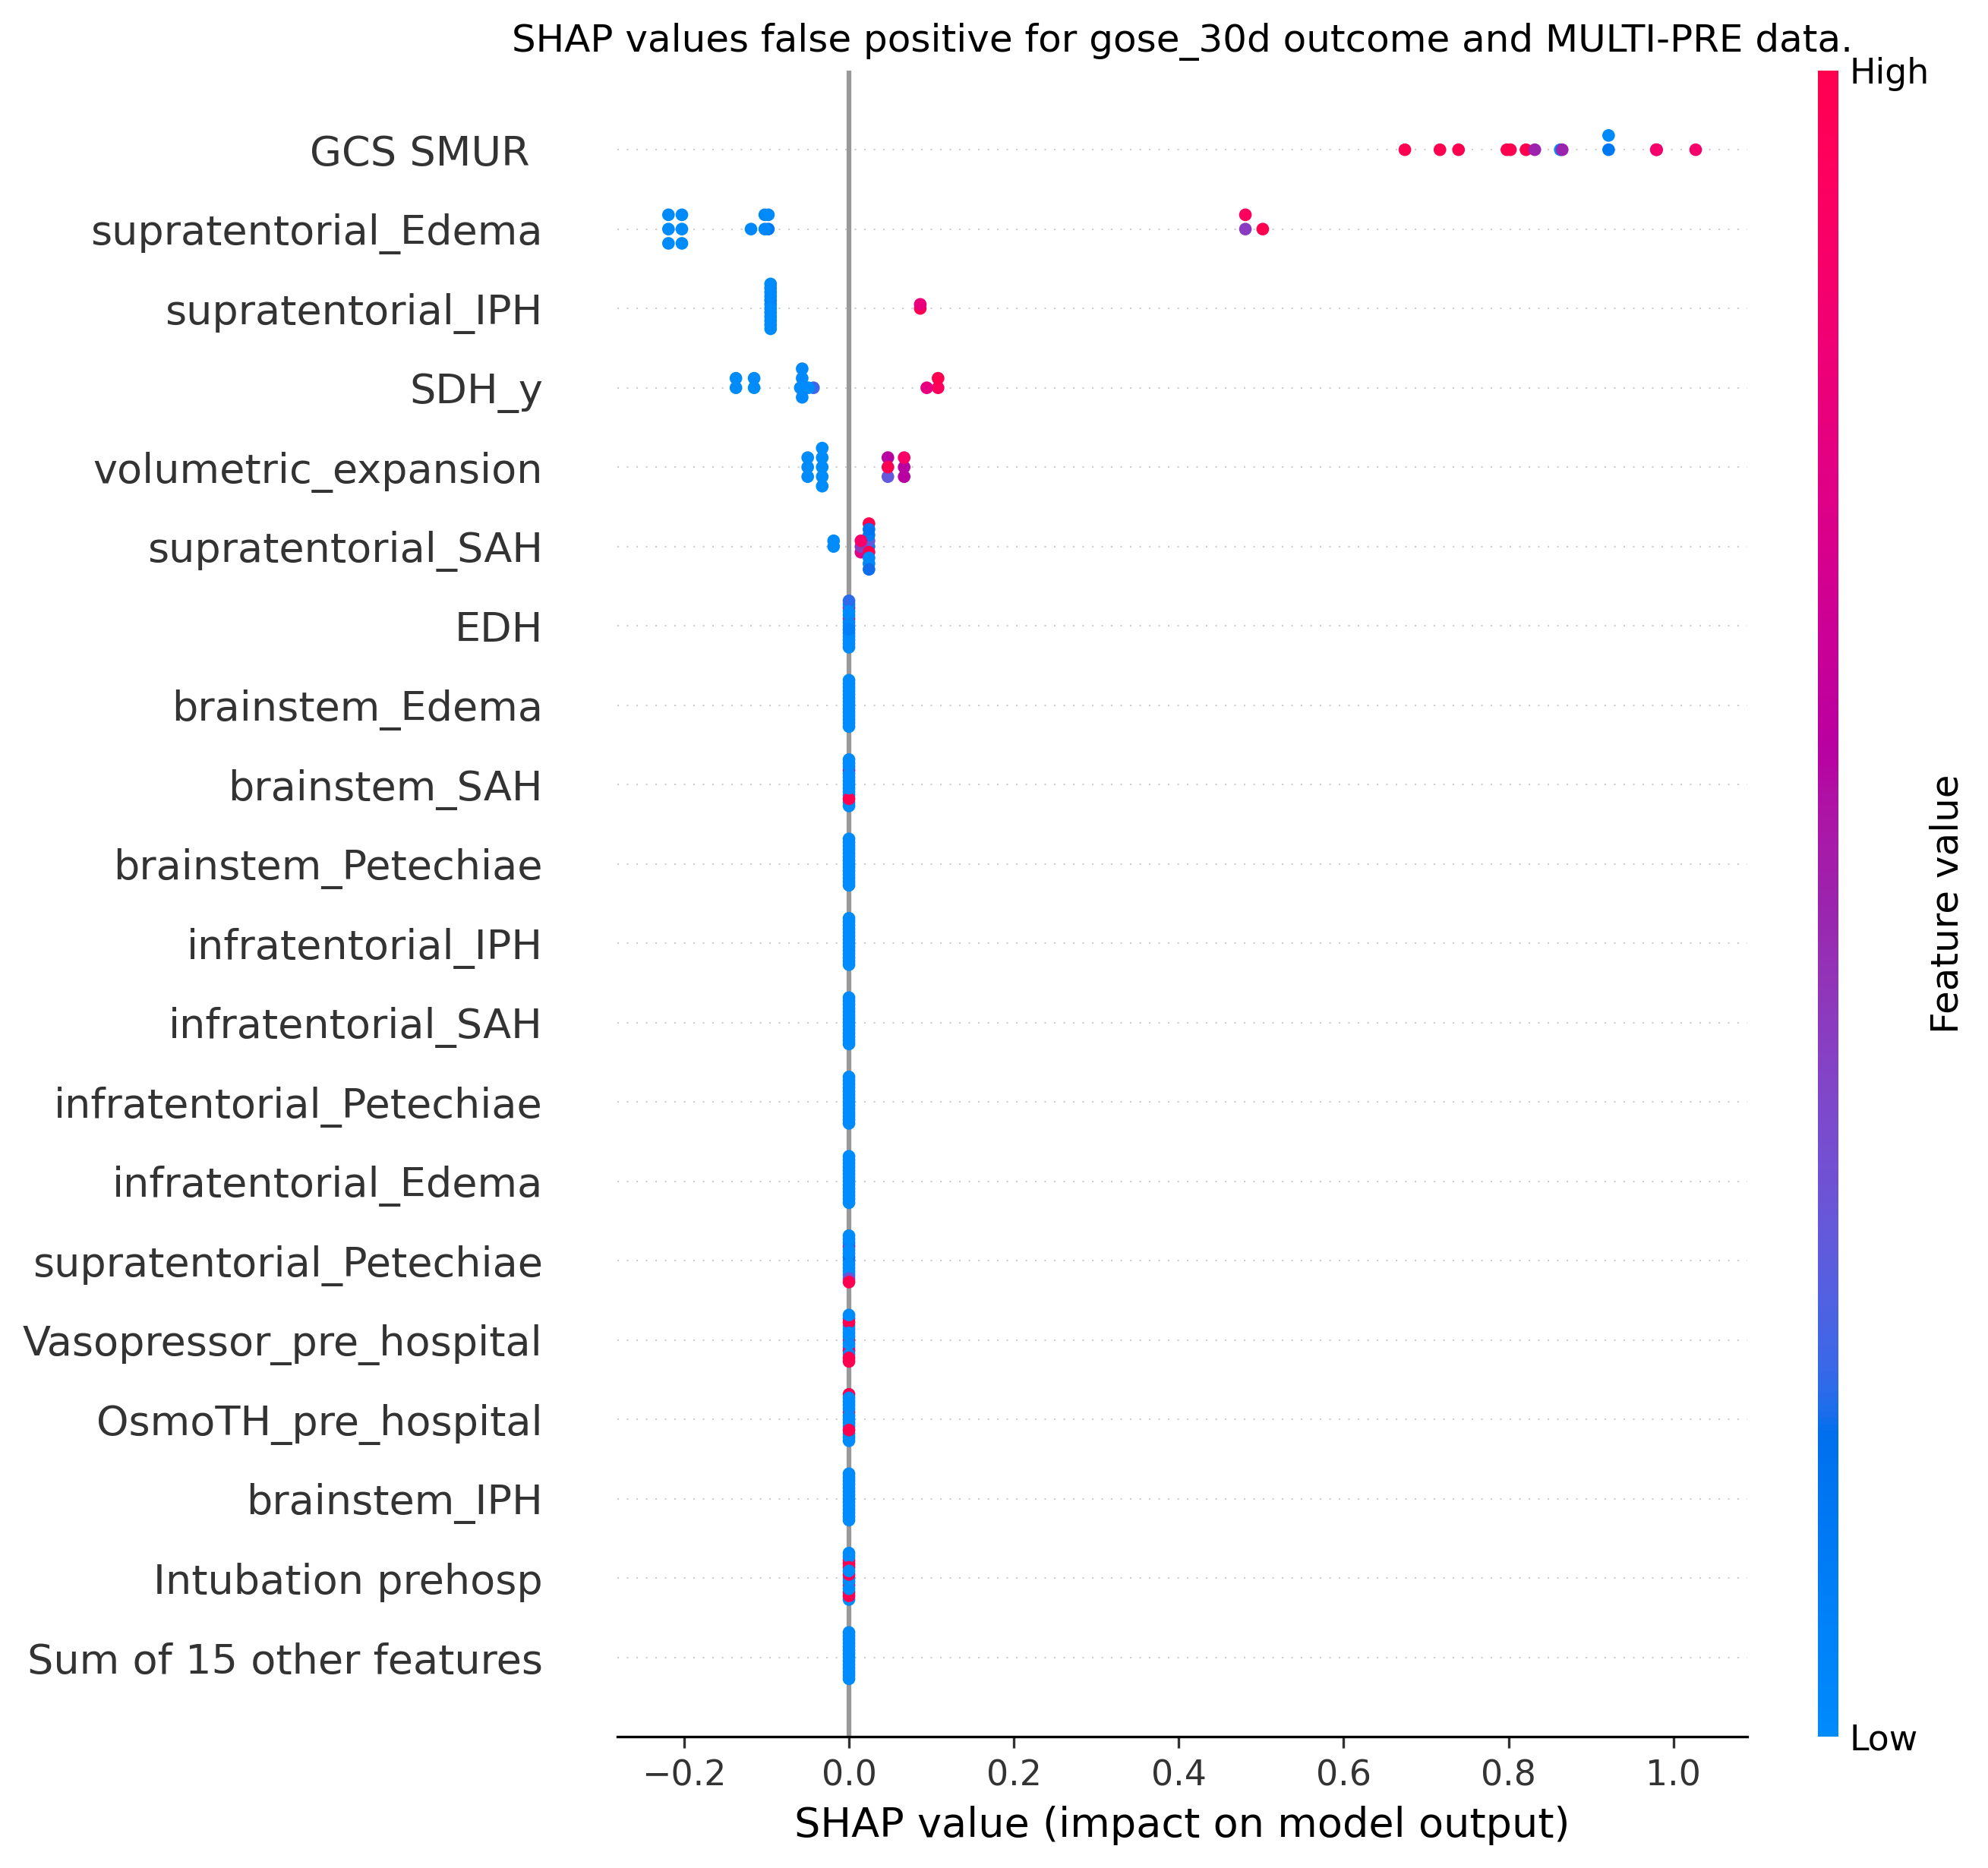 SHAP values false positive for gose_30d outcome and MULTI-PRE data.
High
GCS SMUR
supratentorial_Edema
supratentorial_IPH
SDH_y
volumetric_expansion
supratentorial_SAH
EDH
brainstem_Edema
brainstem_SAH
brainstem_Petechiae
infratentorial_IPH
infratentorial_SAH
infratentorial_Petechiae
infratentorial_Edema
supratentorial_Petechiae
Vasopressor_pre_hospital
OsmoTH_pre_hospital
brainstem_IPH
Intubation prehosp
Sum of 15 other features
Feature value
Low
−0.2 0.0 0.2 0.4 0.6 0.8 1.0
SHAP value (impact on model output)